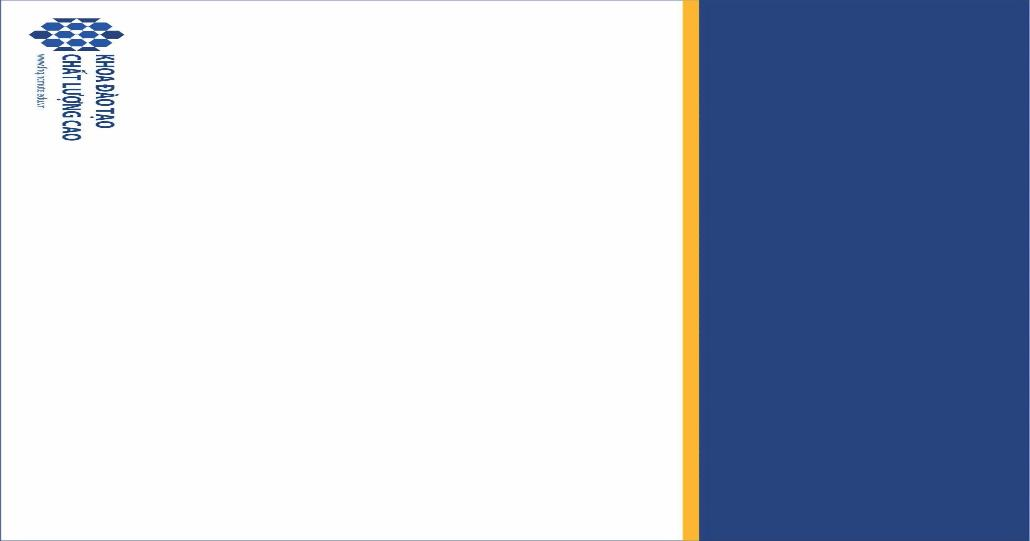 KHOA ĐÀO TẠO
CHẤT LƯỢNG CAO